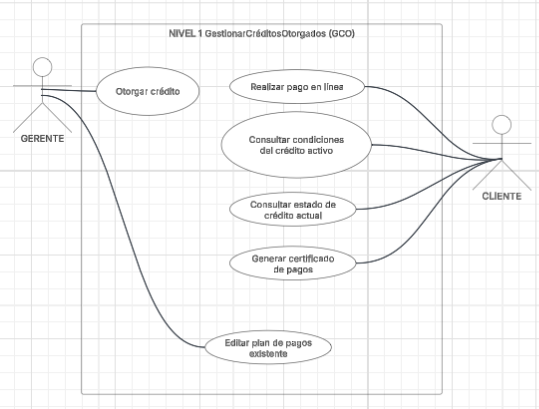 NIVEL 1 GestionarCréditosOtorgados (GCO)
Otorgar crédito
Realizar pago en línea
GERENTE
Consultar condiciones
del crédito activo
CLIENTE
Consultar estado de
crédito actual
Generar certificado
de pagos
Editar plan de pagos
existente